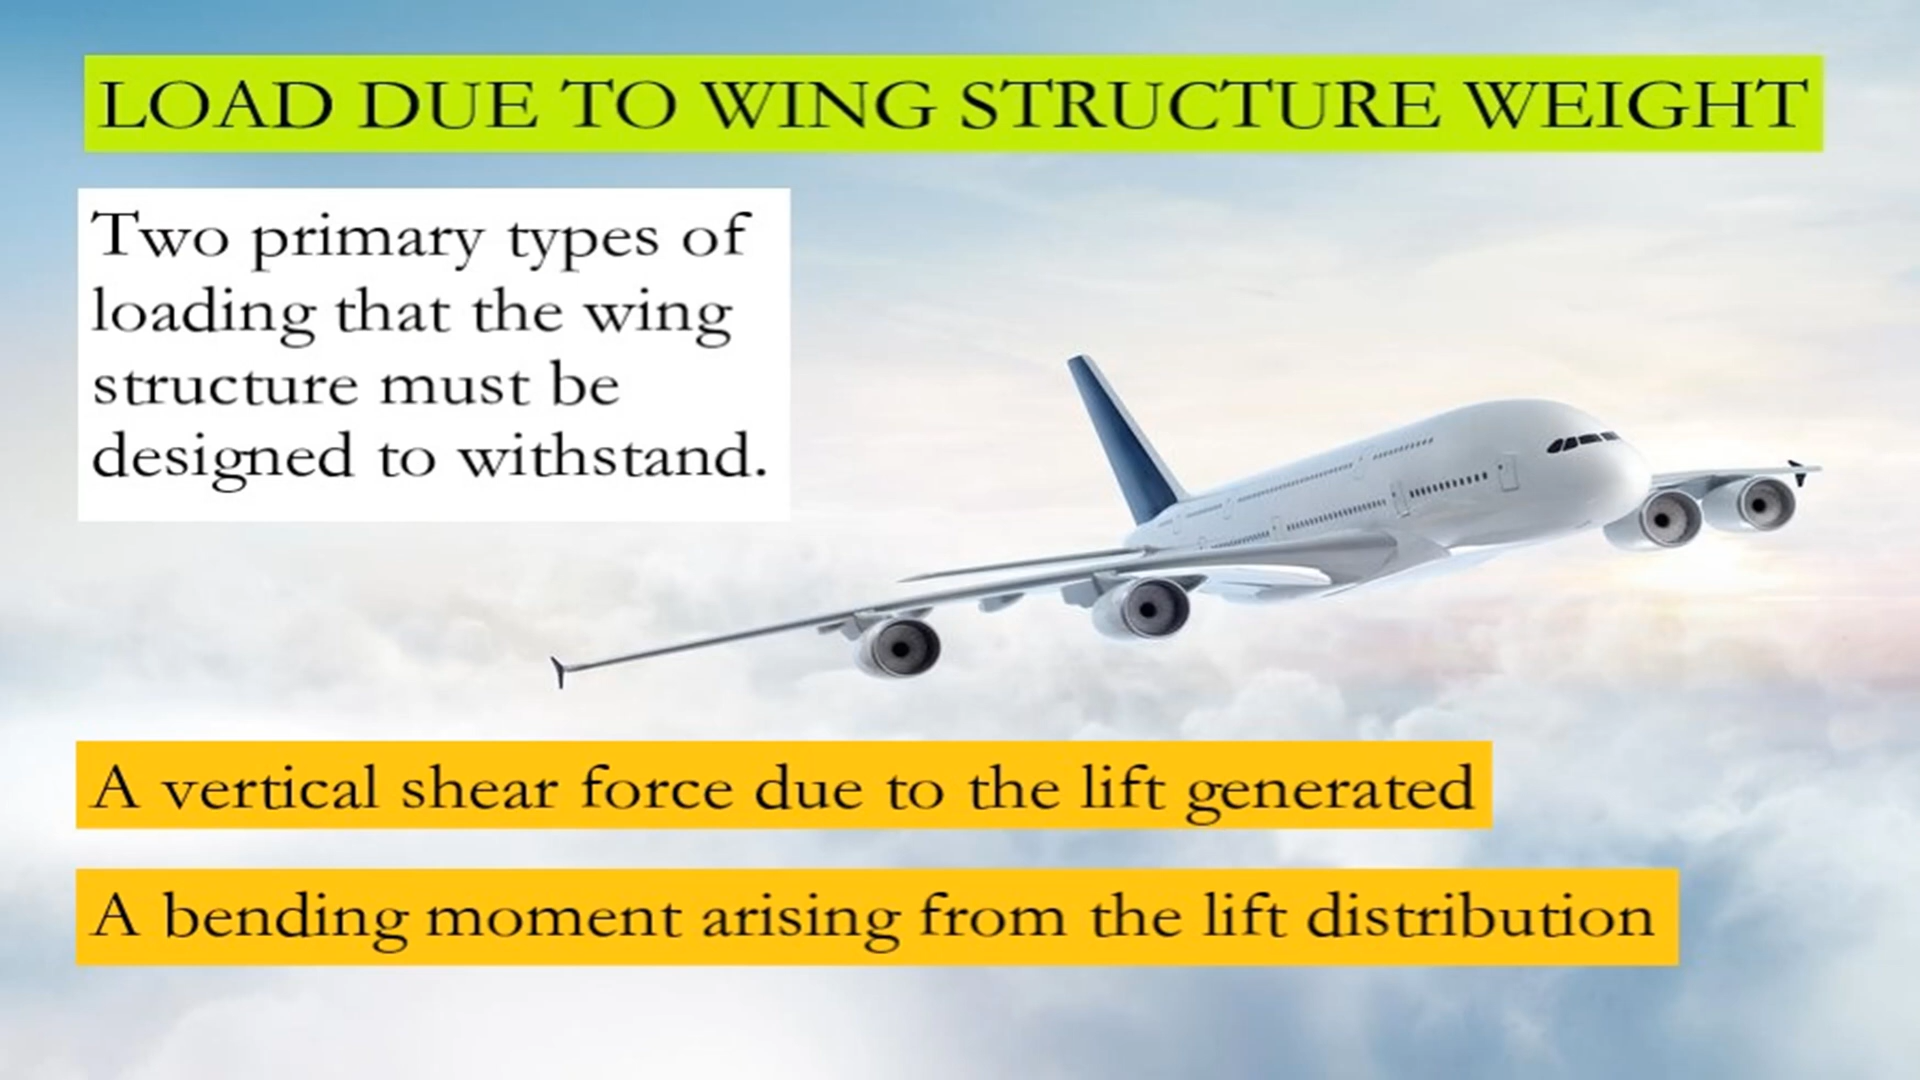 LOAD DUE TO WING STRUCTURE WEIGHT
Two primary types of
loading that the wing
structure must be
designed to withstand.
A vertical shear force due to the lift generated
A bending moment arising from the lift distribution